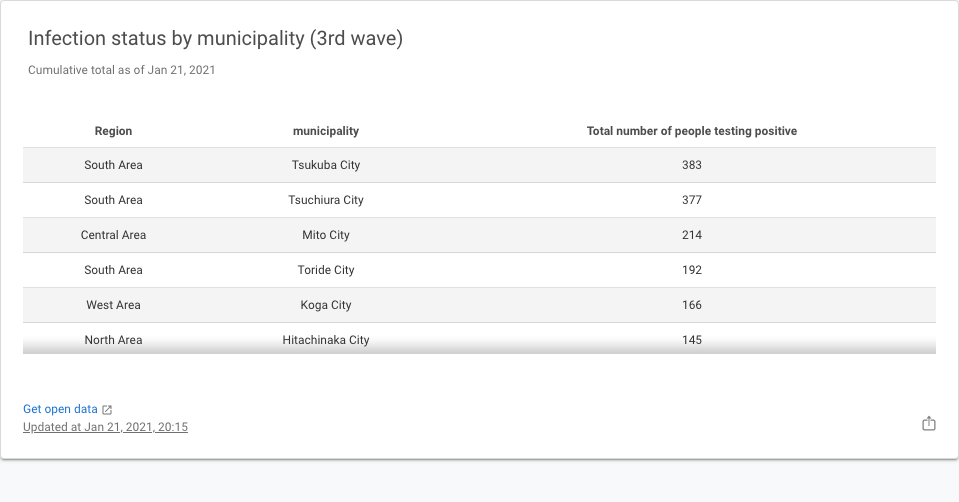 Infection status by municipality (3rd wave)
Cumulative total as of Jan 21, 2021
Region municipality Total number of people testing positive
South Area Tsukuba City 383
South Area Tsuchiura City 377
Central Area Mito City 214
South Area Toride City 192
West Area Koga City 166
North Area Hitachinaka City 145
Get open data
Updated at Jan 21, 2021, 20:15